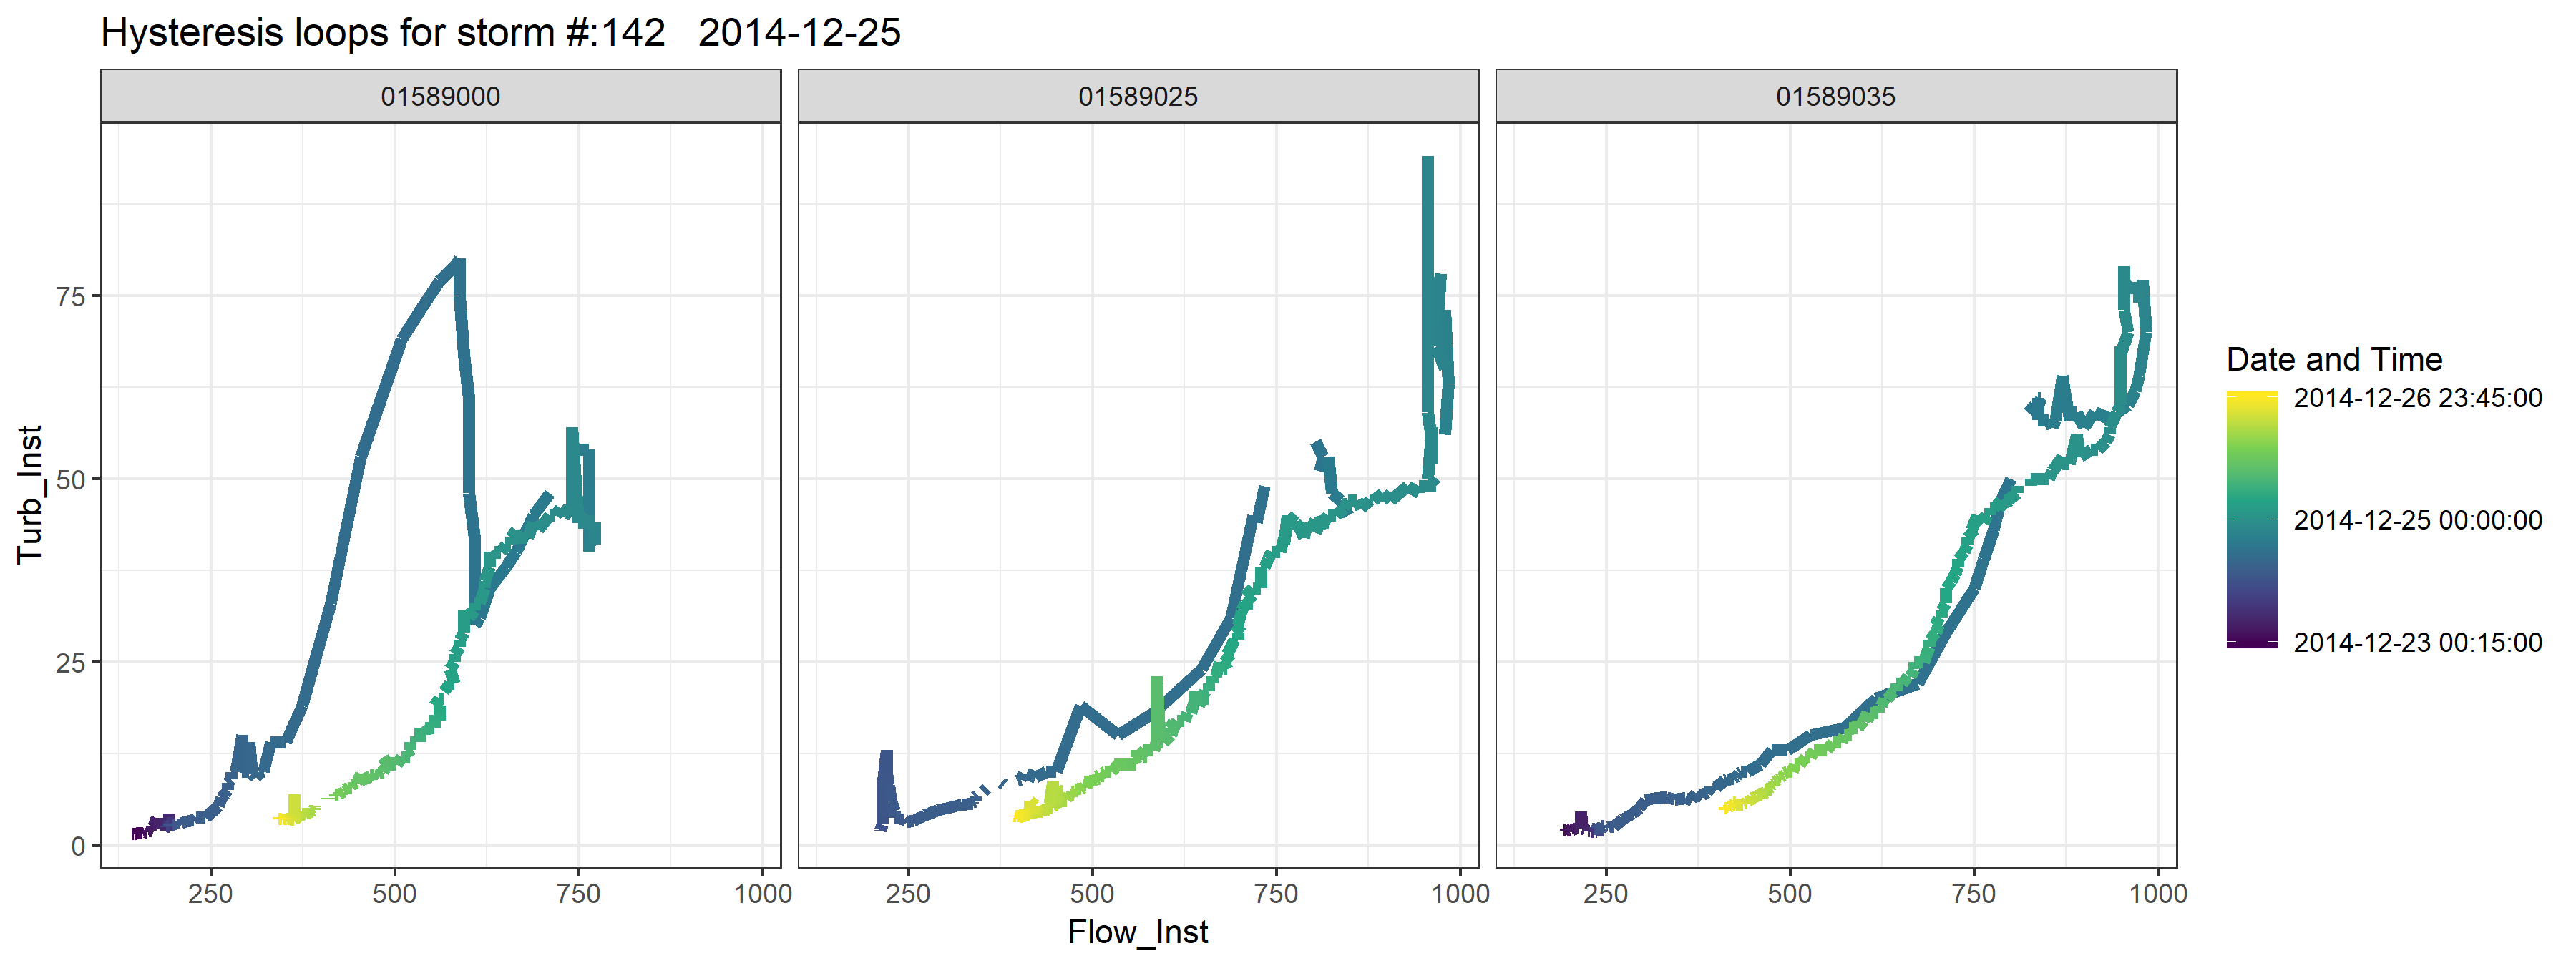 Hysteresis loops for storm #:142   2014-12-25
01589000 01589025 01589035
Turb_Inst
75
50
25
0
250 500 750 1000 250 500 750 1000 250 500 750 1000
Flow_Inst
Date and Time
2014-12-26 23:45:00
2014-12-25 00:00:00
2014-12-23 00:15:00